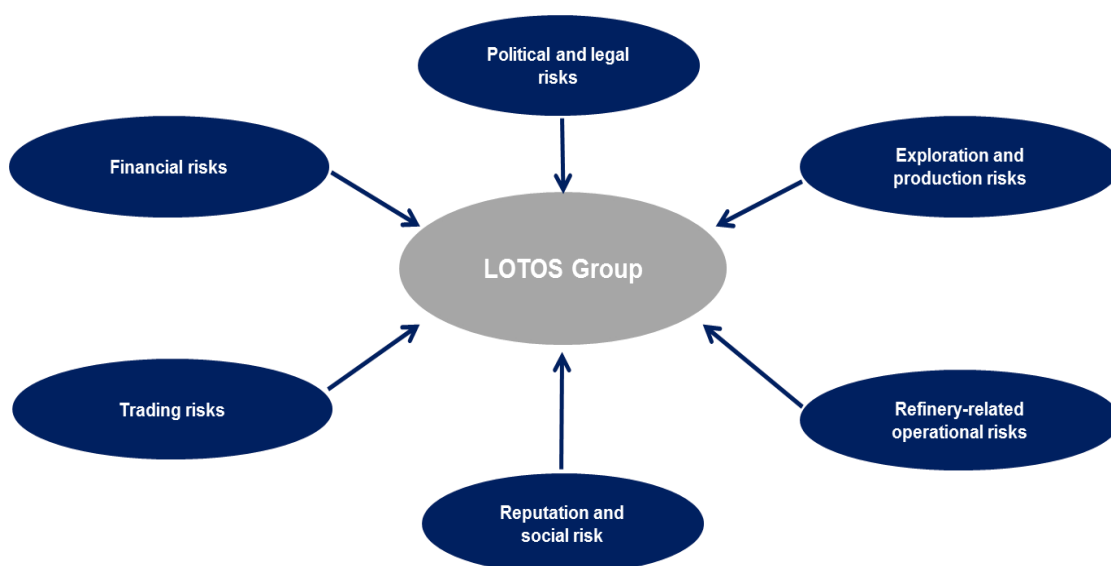 Political and legal
risks
Financial risks
Exploration and
production risks
LOTOS Group
Trading risks
Refinery-related
operational risks
Reputation and
social risk